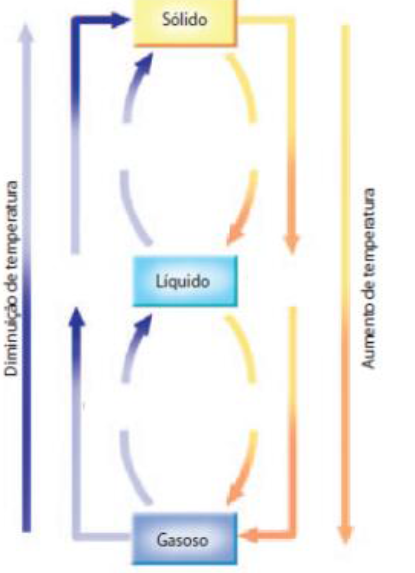 Sólido
Diminuição de temperatura
Líquido
Aumento de temperatura
Gasoso